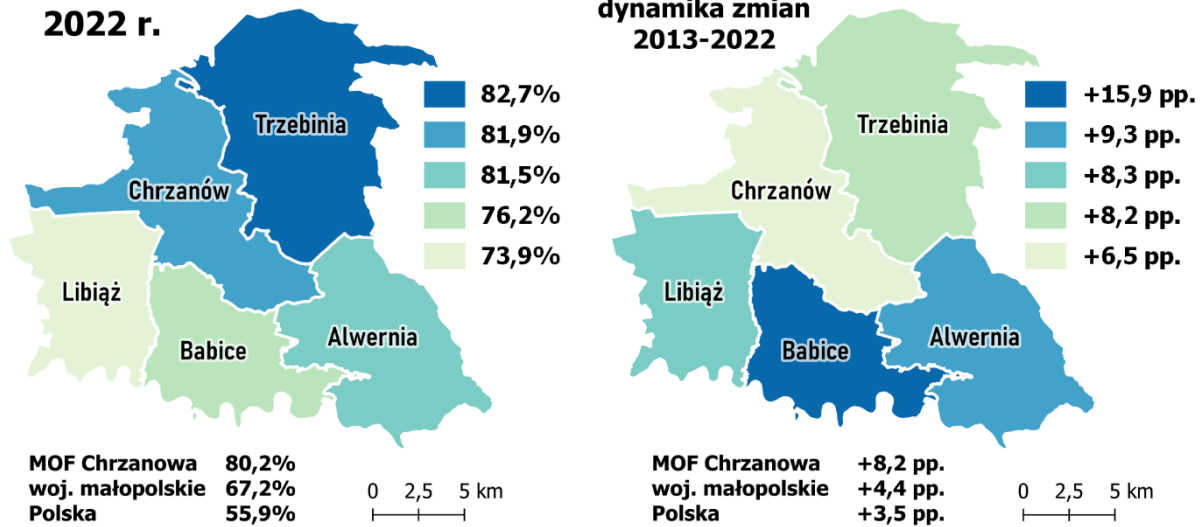 2022 r.
82,7%
81,9%
81,5%
76,2%
73,9%
Trzebinia
Chrzanów
Libiąż
Babice
Alwernia
MOF Chrzanowa 80,2%
woj. małopolskie 67,2%
Polska 55,9%
0 2,5 5 km
dynamika zmian
2013-2022
+15,9 pp.
+9,3 pp.
+8,3 pp.
+8,2 pp.
+6,5 pp.
Trzebinia
Chrzanów
Libiąż
Babice
Alwernia
MOF Chrzanowa +8,2 pp.
woj. małopolskie +4,4 pp.
Polska +3,5 pp.
0 2,5 5 km